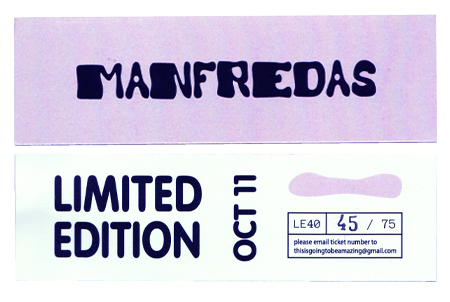 MANFREDAS
LIMITED
EDITION
OCT 11
LE40 45 / 75
please email ticket number to
thisisgoingtobeamazing@gmail.com